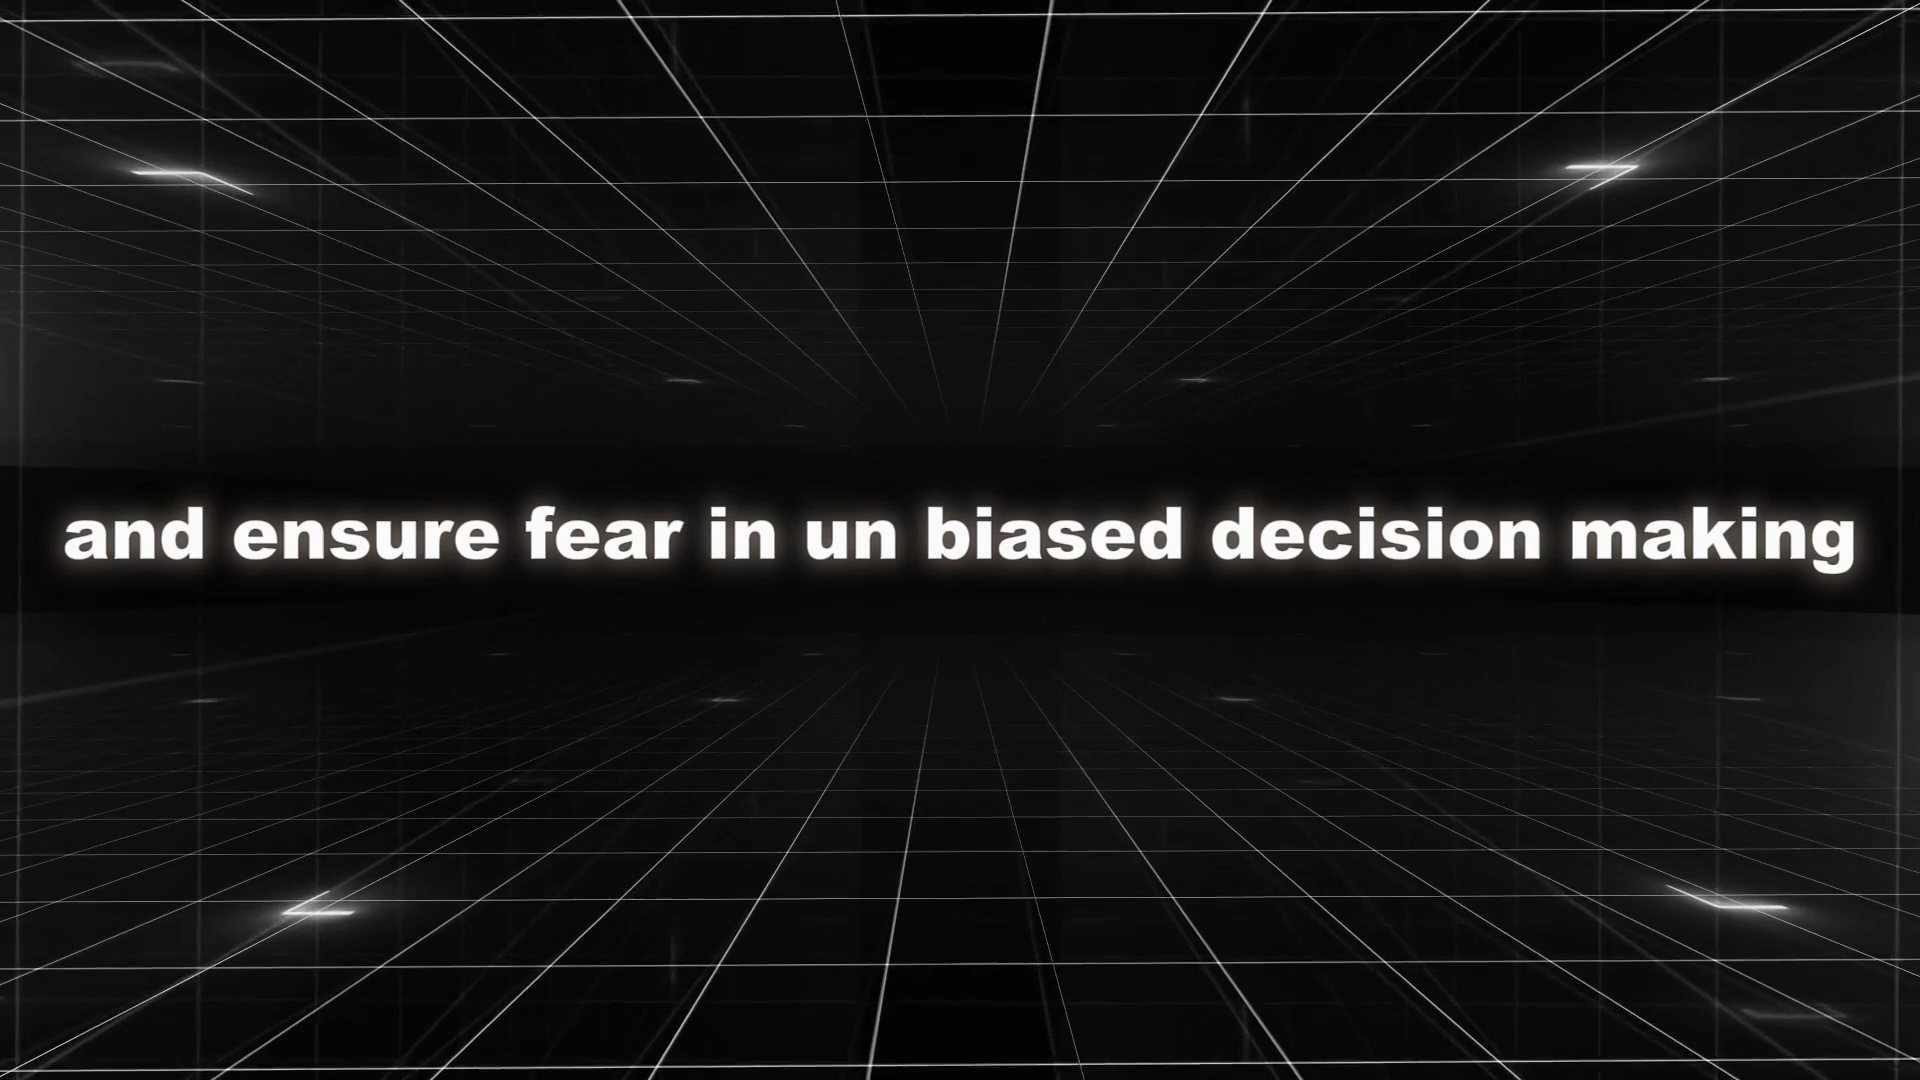 and ensure fear in un biased decision making